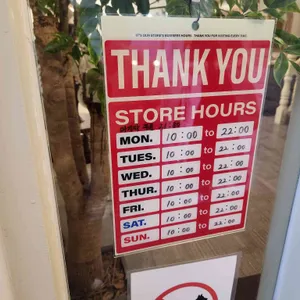 THANK YOU
STORE HOURS
MON. 10:00 to 22:00
TUES. 10:00 to 22:00
WED. 10:00 to 22:00
THUR. 10:00 to 22:00
FRI. 10:00 to 22:00
SAT. 10:00 to 22:00
SUN. 10:00 to 22:00